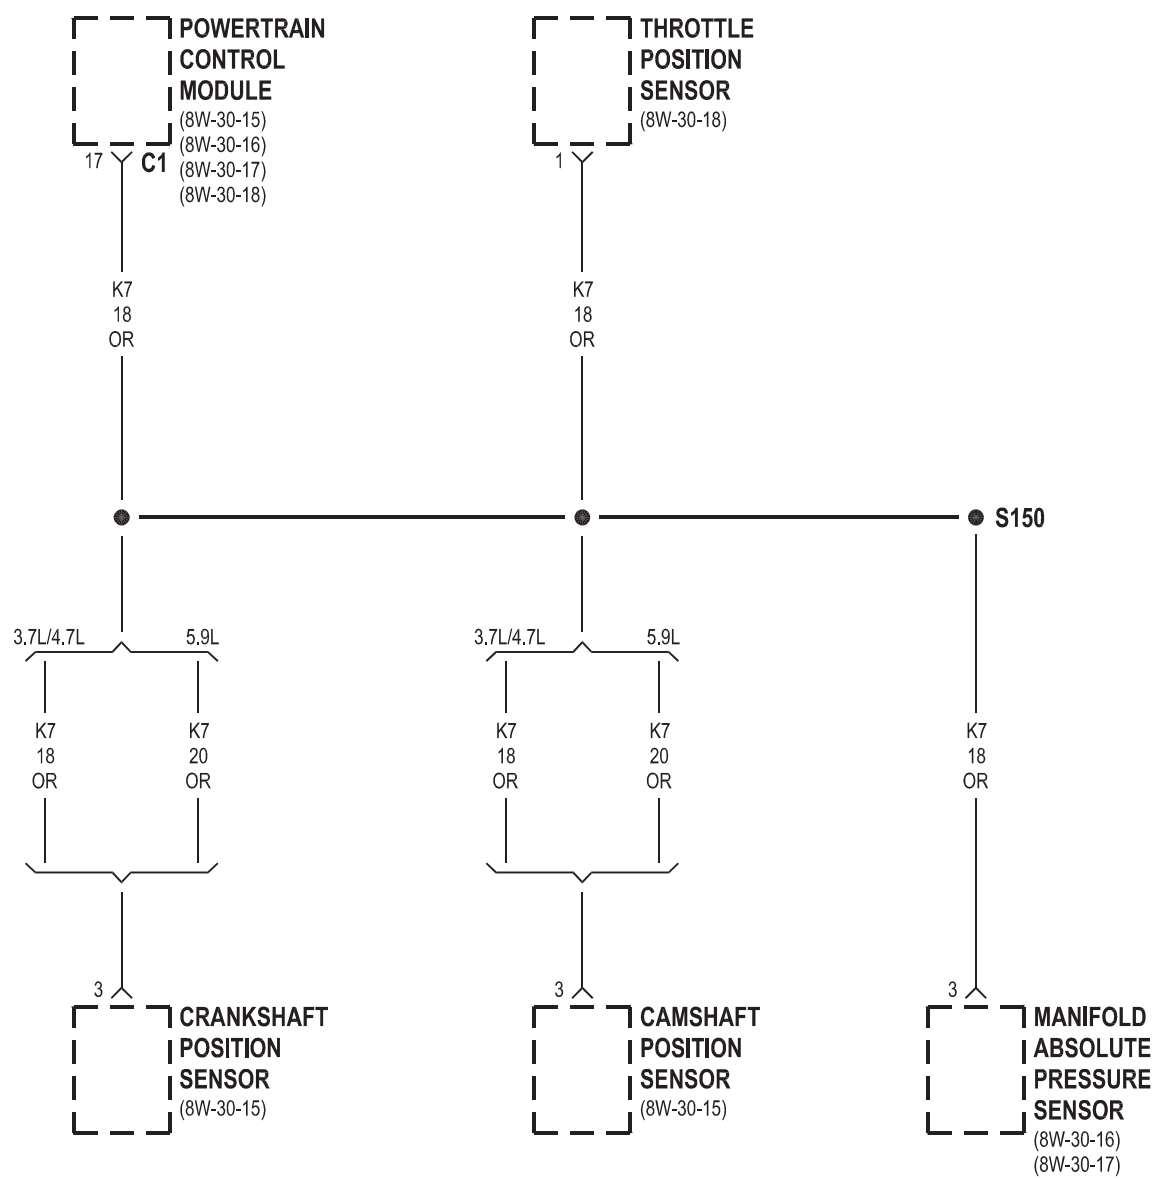 POWERTRAIN
CONTROL
MODULE
(8W-30-15)
(8W-30-16)
(8W-30-17)
(8W-30-18)
17
C1
THROTTLE
POSITION
SENSOR
(8W-30-18)
1
K7
18
OR
K7
18
OR
S150
3.7L/4.7L
5.9L
3.7L/4.7L
5.9L
K7
18
OR
K7
20
OR
K7
18
OR
K7
20
OR
K7
18
OR
3
CRANKSHAFT
POSITION
SENSOR
(8W-30-15)
3
CAMSHAFT
POSITION
SENSOR
(8W-30-15)
3
MANIFOLD
ABSOLUTE
PRESSURE
SENSOR
(8W-30-16)
(8W-30-17)